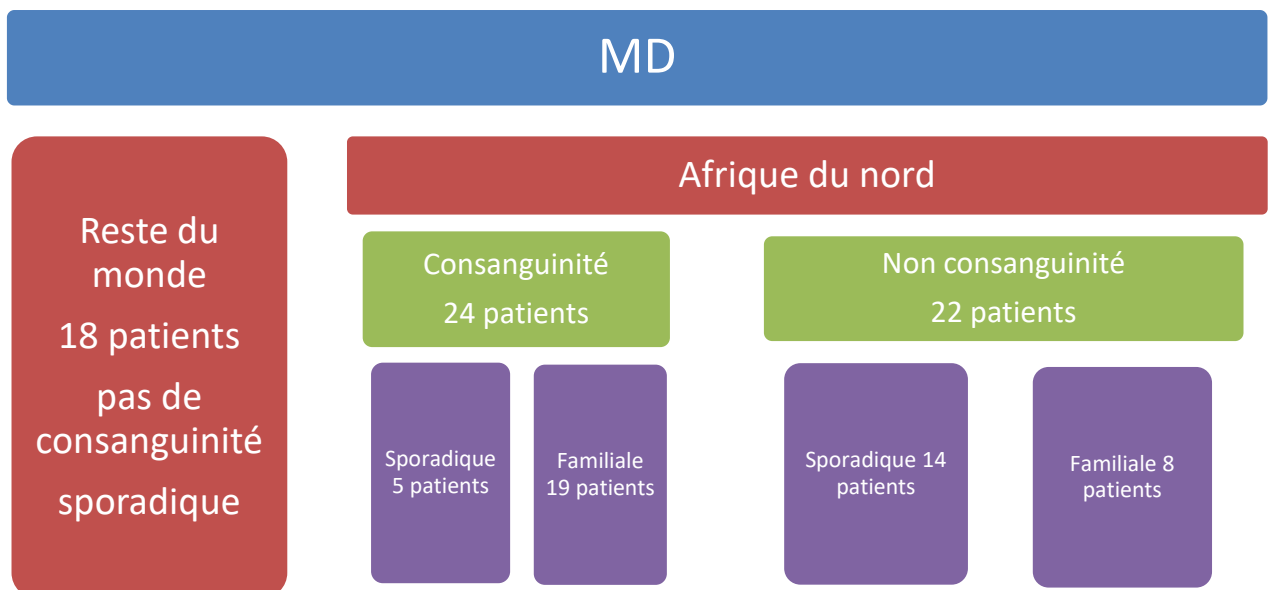 MD
Reste du
monde
18 patients
pas de
consanguinité
sporadique
Afrique du nord
Consanguinité
24 patients
Non consanguinité
22 patients
Sporadique
5 patients
Familiale
19 patients
Sporadique 14
patients
Familiale 8
patients